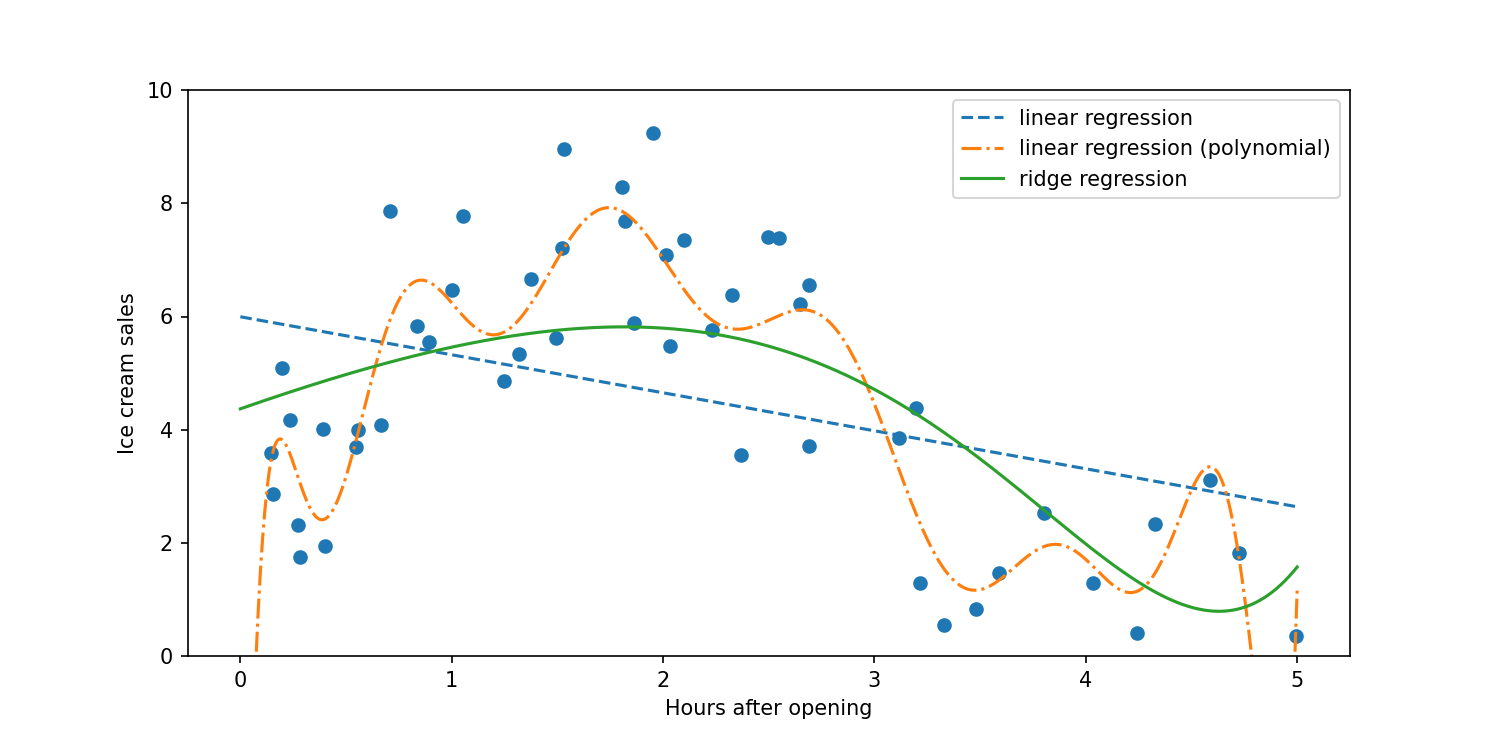 10
8
6
4
2
0
Ice cream sales
linear regression
linear regression (polynomial)
ridge regression
0 1 2 3 4 5
Hours after opening